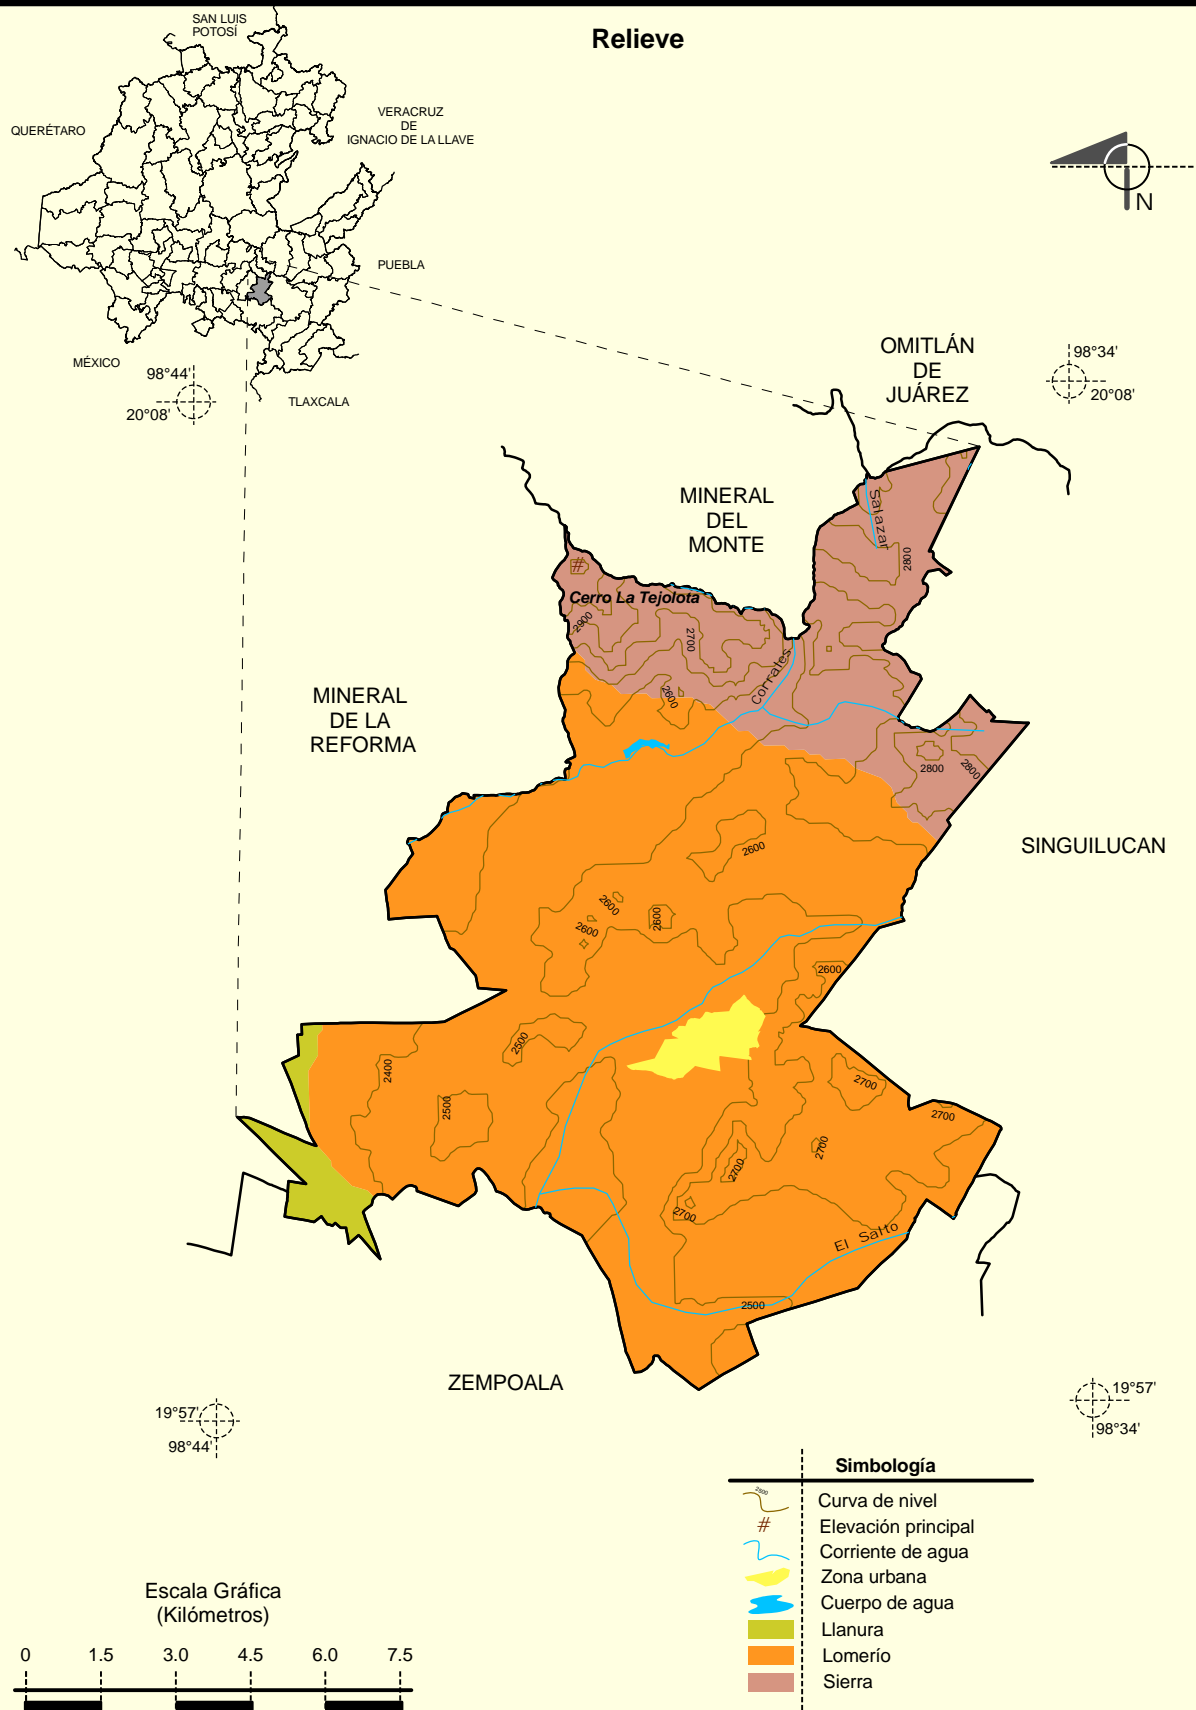 Relieve
SAN LUIS
POTOSÍ
QUERÉTARO
VERACRUZ
DE
IGNACIO DE LA LLAVE
PUEBLA
MÉXICO
TLAXCALA
N
98°44'
20°08'
98°34'
20°08'
OMITLÁN
DE
JUÁREZ
MINERAL
DEL
MONTE
Salazar
2800
#
Cerro La Tejolota
2900
2700
Corrales
2600
MINERAL
DE LA
REFORMA
2800
2800
SINGUILUCAN
2600
2600
2600
2600
2600
2500
2400
2500
2700
2700
2700
2700
2700
El Salto
2500
ZEMPOALA
19°57'
98°44'
19°57'
98°34'
Simbología
2500
Curva de nivel
# Elevación principal
Corriente de agua
Zona urbana
Cuerpo de agua
Llanura
Lomerío
Sierra
Escala Gráfica
(Kilómetros)
0 1.5 3.0 4.5 6.0 7.5